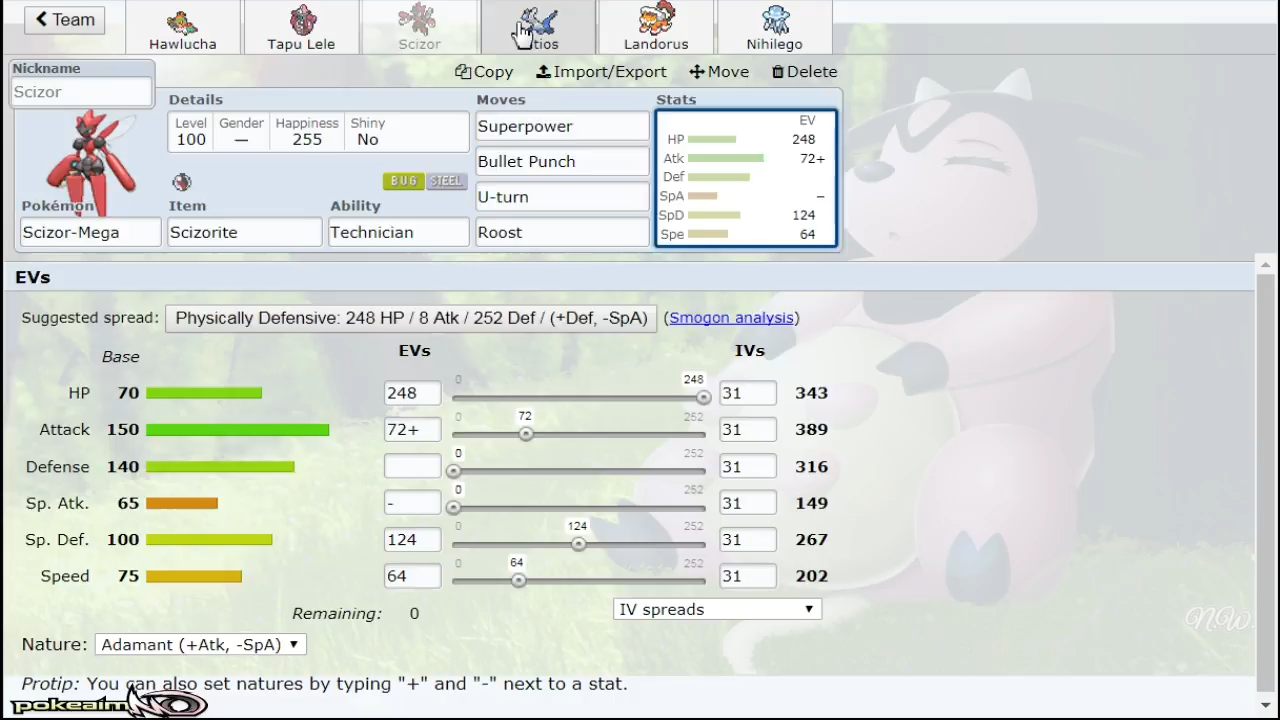 Team
Hawlucha
Tapu Lele
Scizor
tios
Landorus
Nihilego
Nickname
Scizor
Copy
Import/Export
Move
Delete
Details
Moves
Stats
Level
Gender
Happiness
Shiny
100
—
255
No
BUG STEEL
Pokémon
Item
Ability
Scizor-Mega
Scizorite
Technician
Superpower
Bullet Punch
U-turn
Roost
EV
HP 248
Atk 72+
Def
SpA –
SpD 124
Spe 64
EVs
Suggested spread: Physically Defensive: 248 HP / 8 Atk / 252 Def / (+Def, -SpA) (Smogon analysis)
Base EVs IVs
HP 70 248 0 248 31 343
Attack 150 72+ 0 72 252 31 389
Defense 140 0 252 31 316
Sp. Atk. 65 - 0 252 31 149
Sp. Def. 100 124 0 124 252 31 267
Speed 75 64 0 64 252 31 202
Remaining: 0 IV spreads
Nature: Adamant (+Atk, -SpA)
Protip: You can also set natures by typing "+" and "-" next to a stat.
pokeaimMD